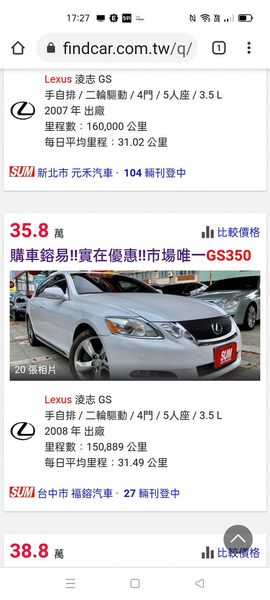 17:27
findcar.com.tw/q/
1
Lexus 淩志 GS
手自排 / 二輪驅動 / 4門 / 5人座 / 3.5 L
2007 年 出廠
里程數：160,000 公里
每日平均里程：31.02 公里
SUM 新北市 元禾汽車 · 104 輛刊登中
35.8 萬
比較價格
購車鎔易!!實在優惠!!市場唯一GS350
SUM
20 張相片
Lexus 淩志 GS
手自排 / 二輪驅動 / 4門 / 5人座 / 3.5 L
2008 年 出廠
里程數：150,889 公里
每日平均里程：31.49 公里
SUM 台中市 福鎔汽車 · 27 輛刊登中
38.8 萬
比較價格